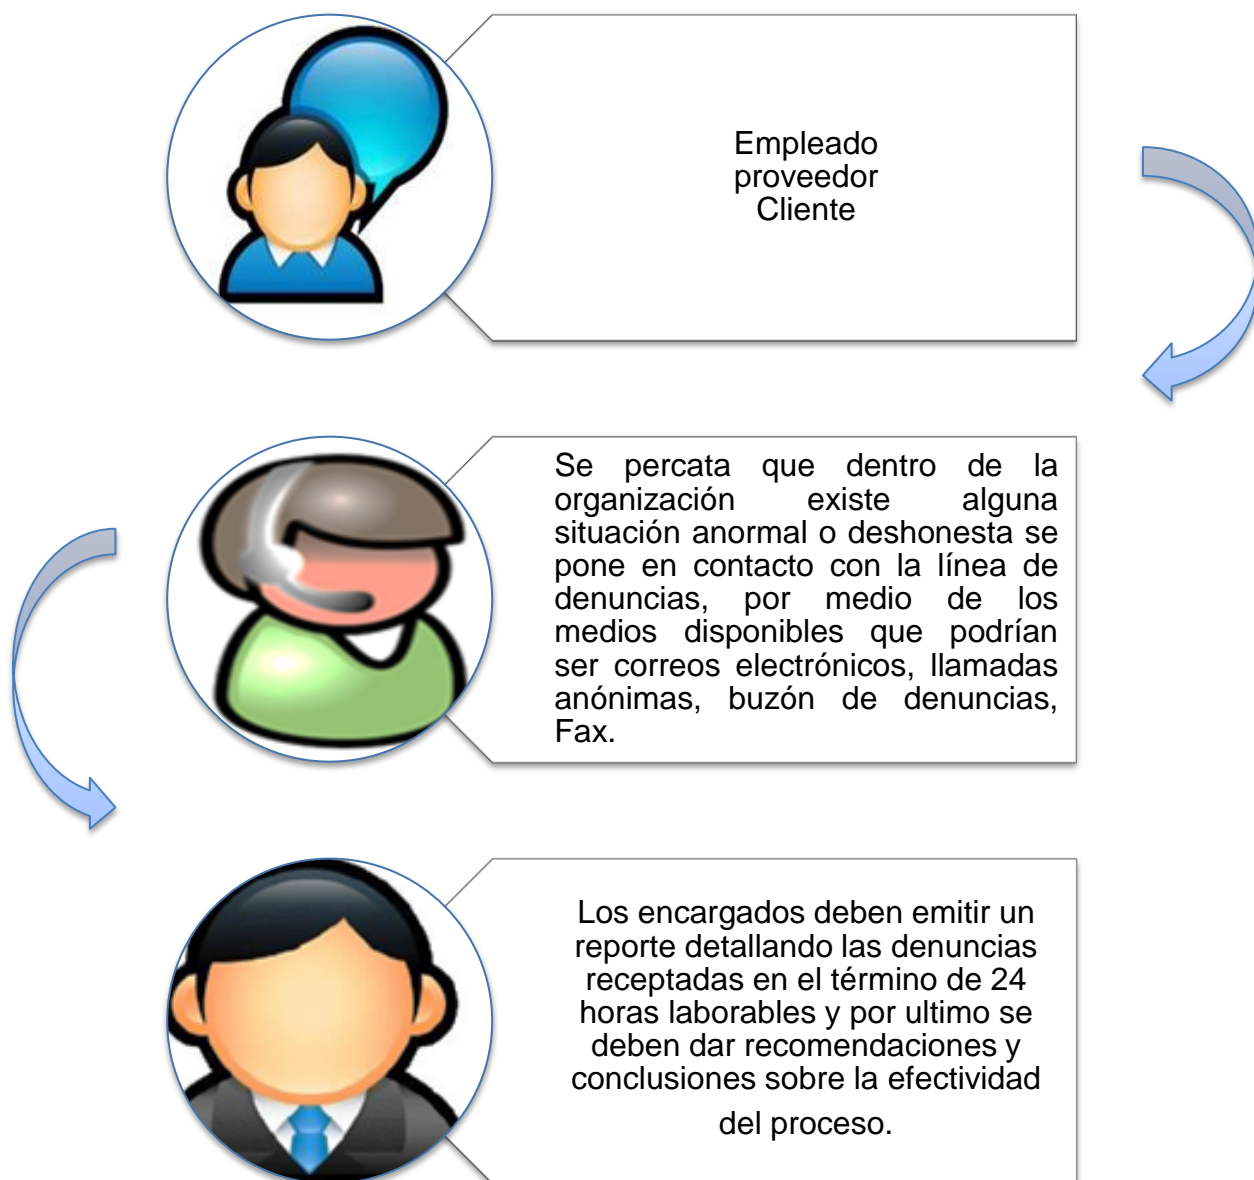 Empleado
proveedor
Cliente
Se percata que dentro de la
organización existe alguna
situación anormal o deshonesta se
pone en contacto con la línea de
denuncias, por medio de los
medios disponibles que podrían
ser correos electrónicos, llamadas
anónimas, buzón de denuncias,
Fax.
Los encargados deben emitir un
reporte detallando las denuncias
receptadas en el término de 24
horas laborables y por ultimo se
deben dar recomendaciones y
conclusiones sobre la efectividad
del proceso.